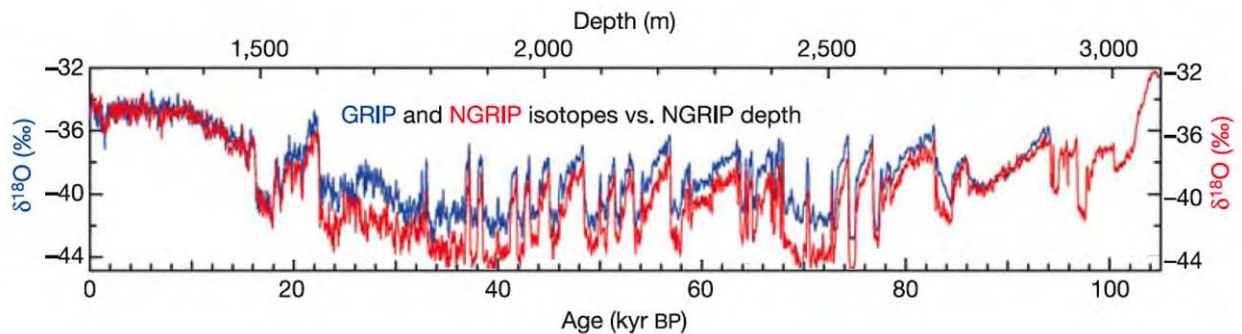 Depth (m)
1,500 2,000 2,500 3,000
−32 −32
GRIP and NGRIP isotopes vs. NGRIP depth
−36 −36
δ18O (‰) δ18O (‰)
−40 −40
−44 −44
0 20 40 60 80 100
Age (kyr BP)